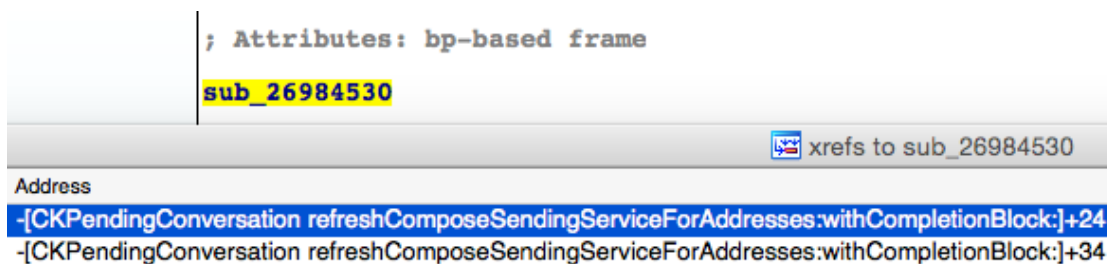 ; Attributes: bp-based frame
sub_26984530
xrefs to sub_26984530
Address
-[CKPendingConversation refreshComposeSendingServiceForAddresses:withCompletionBlock:]+24
-[CKPendingConversation refreshComposeSendingServiceForAddresses:withCompletionBlock:]+34